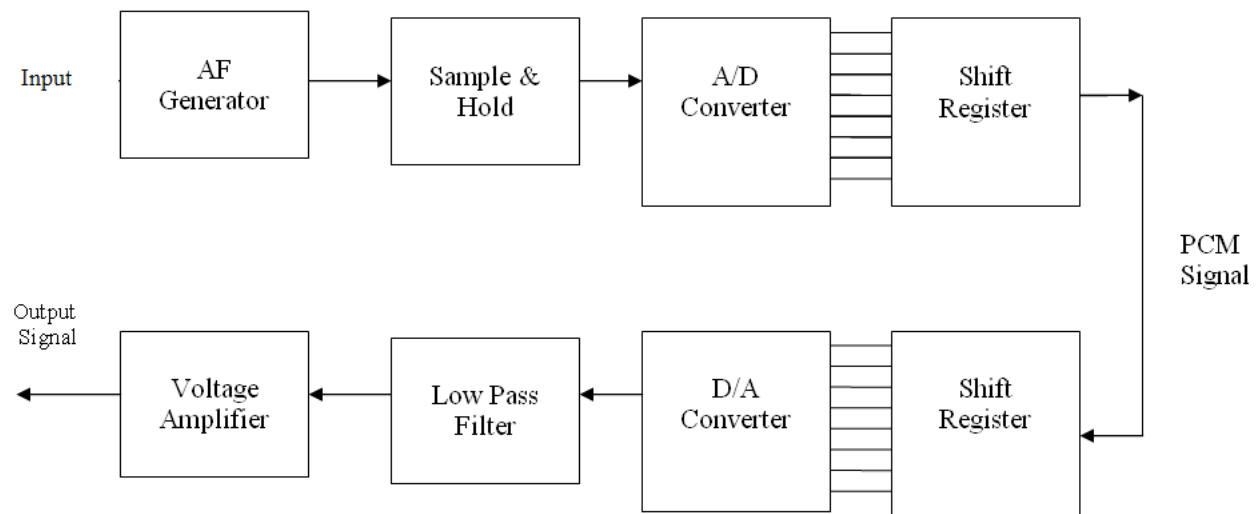 Input
AF
Generator
Sample &
Hold
A/D
Converter
Shift
Register
PCM
Signal
Output
Signal
Voltage
Amplifier
Low Pass
Filter
D/A
Converter
Shift
Register